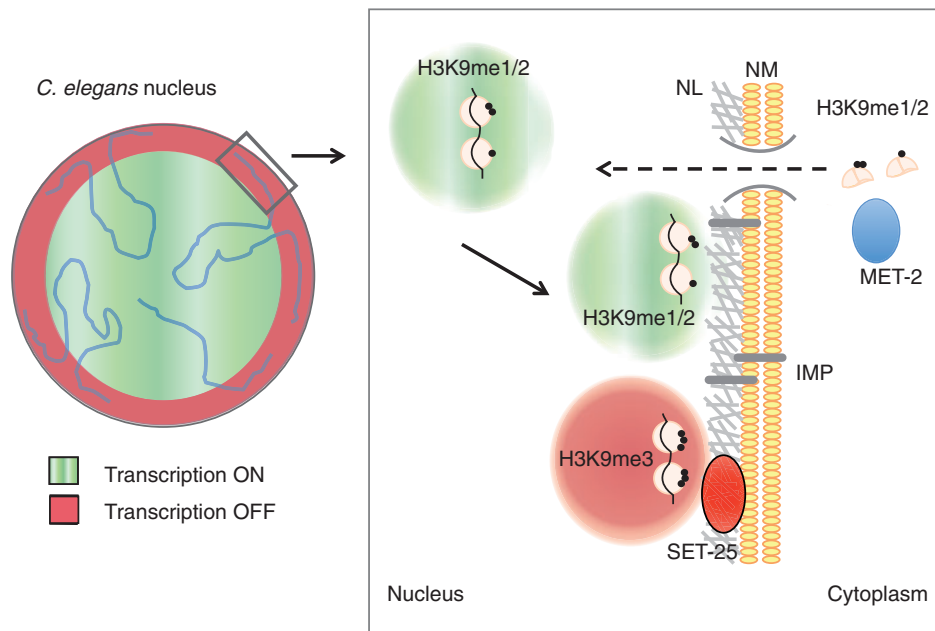 C. elegans nucleus
Transcription ON
Transcription OFF
H3K9me1/2
NL
NM
H3K9me1/2
MET-2
H3K9me1/2
IMP
H3K9me3
SET-25
Nucleus
Cytoplasm